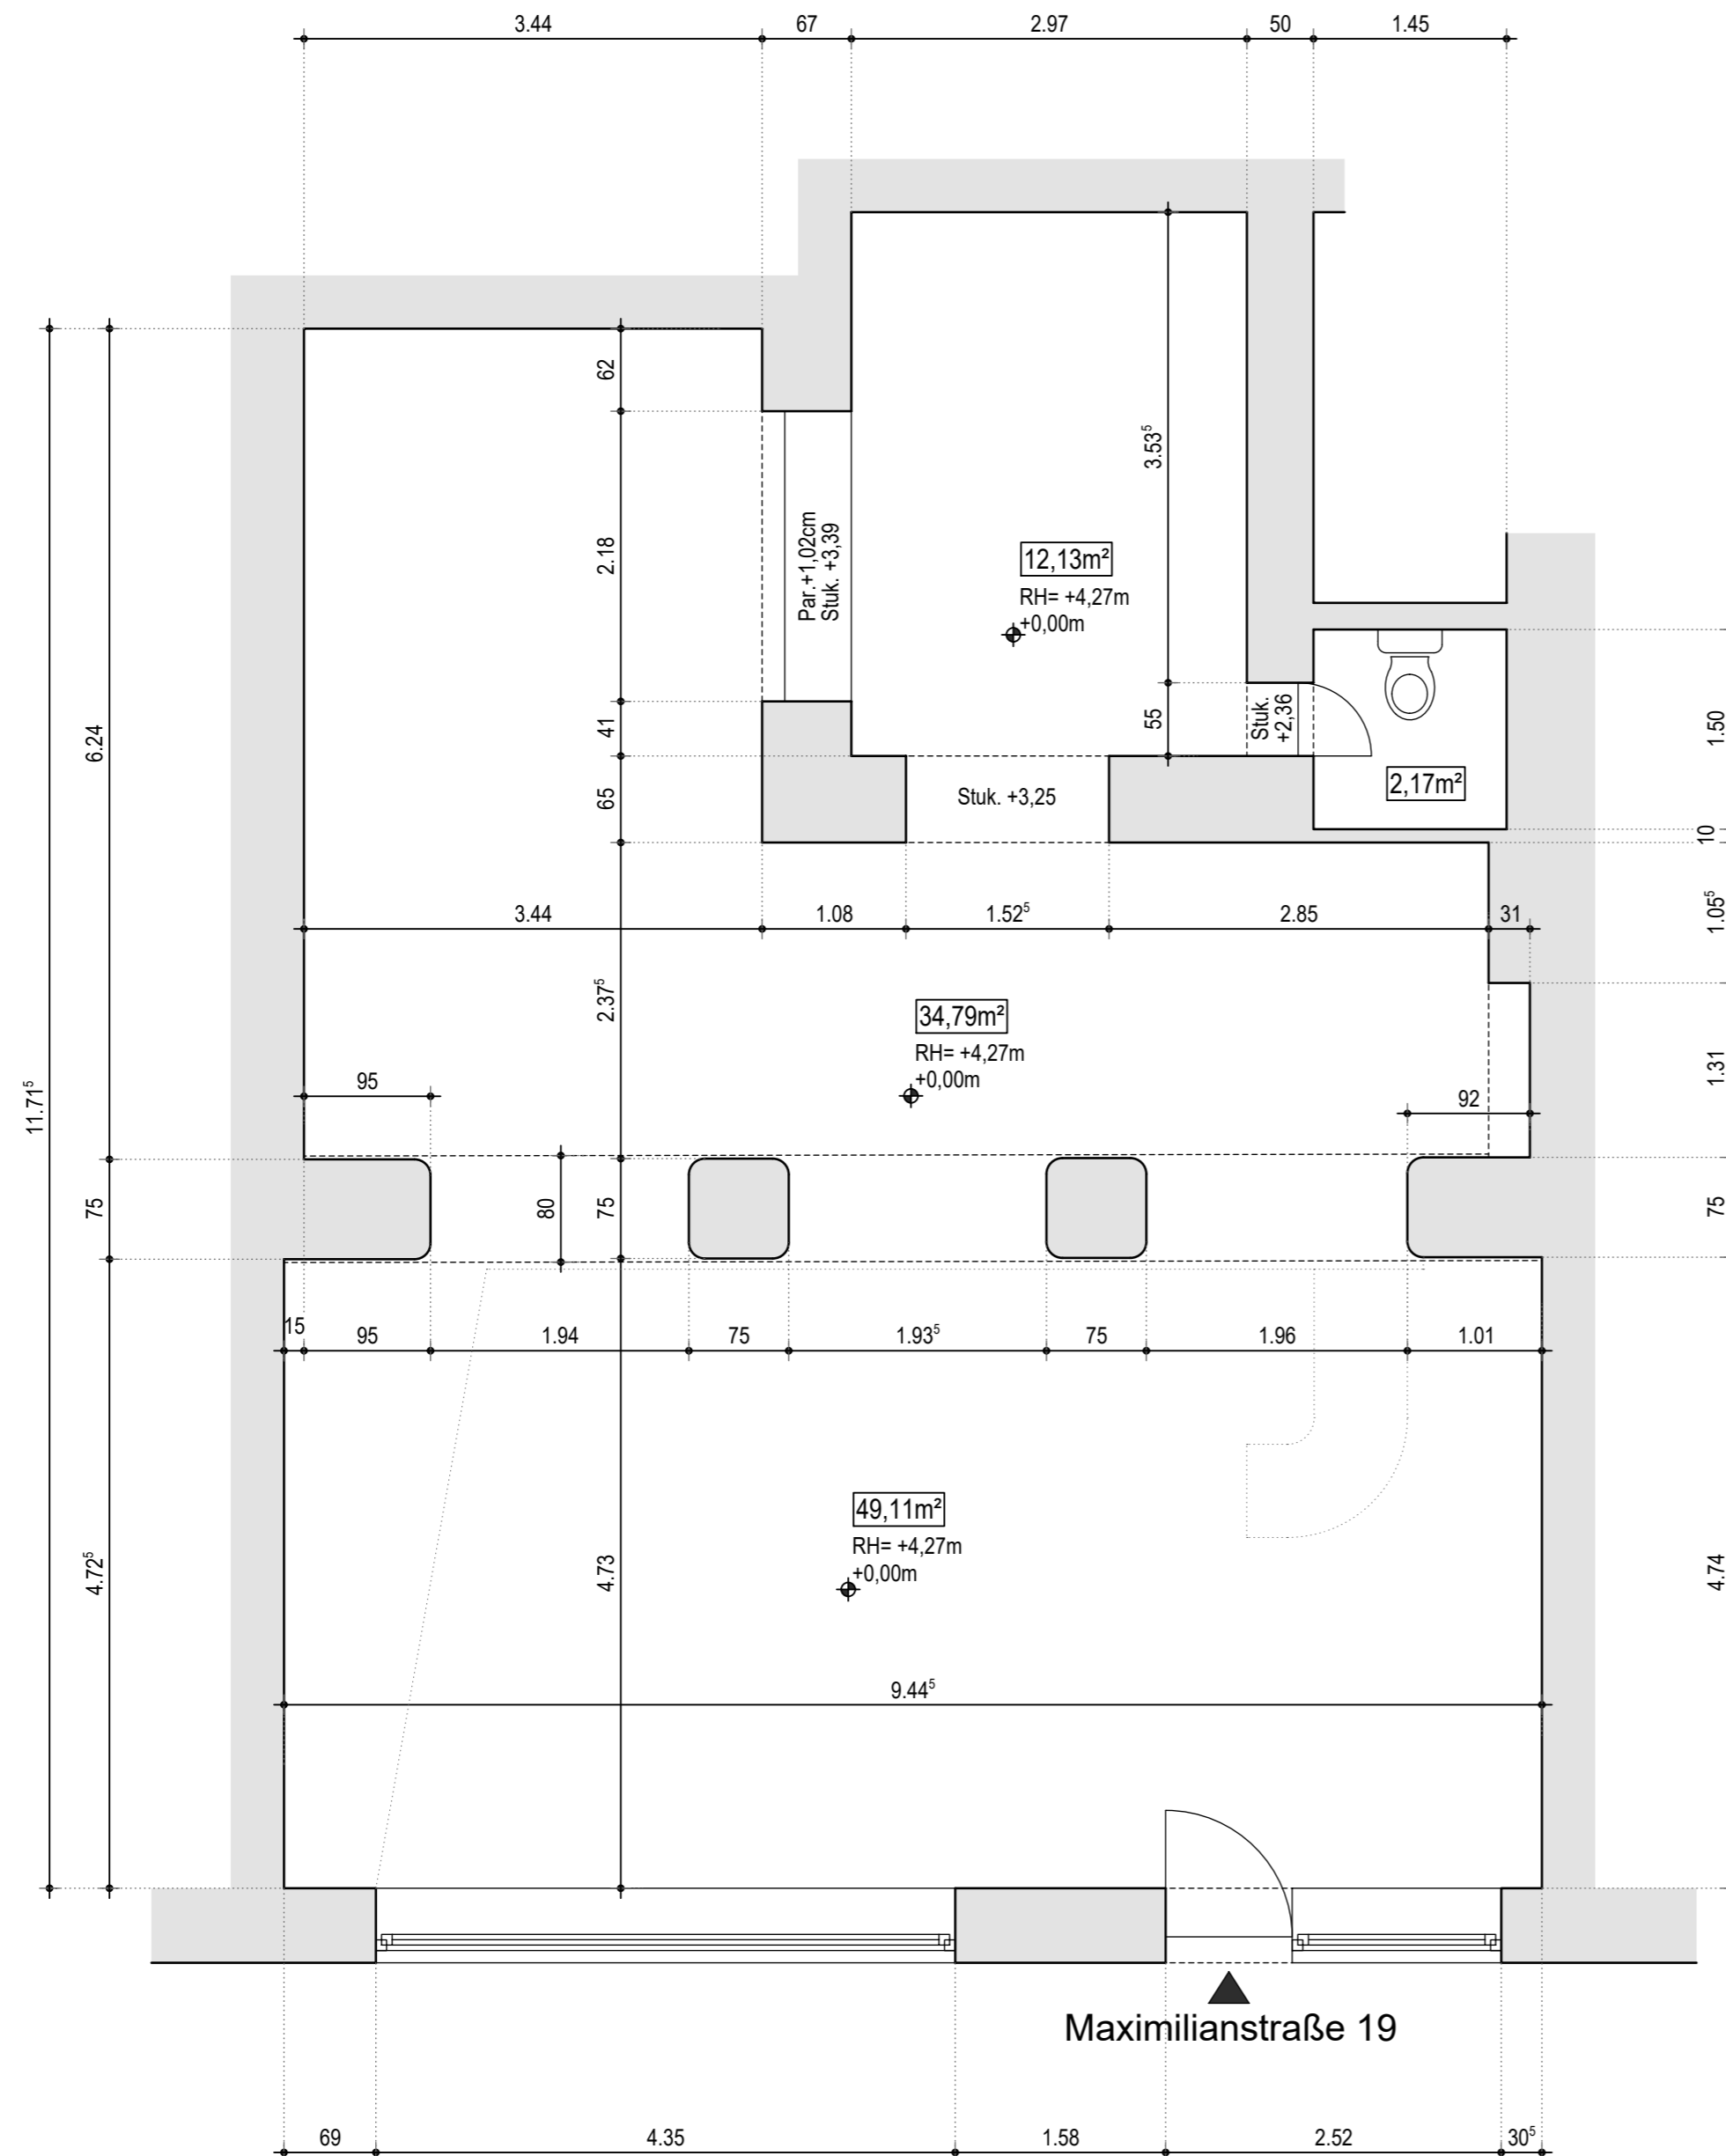 3.44 67 2.97 50 1.45
62
3.53⁵
2.18
Par.+1,02cm
Stuk. +3,39
12,13m²
RH= +4,27m
+0,00m
6.24
41
55
Stuk.
+2,36
1.50
65
Stuk. +3,25
2,17m²
10
3.44 1.08 1.52⁵ 2.85 31
1.05⁵
2.37⁵
34,79m²
RH= +4,27m
+0,00m
11.71⁵
95
92
1.31
75
80
75
75
15 95 1.94 75 1.93⁵ 75 1.96 1.01
49,11m²
RH= +4,27m
+0,00m
4.72⁵
4.73
4.74
9.44⁵
Maximilianstraße 19
69 4.35 1.58 2.52 30⁵